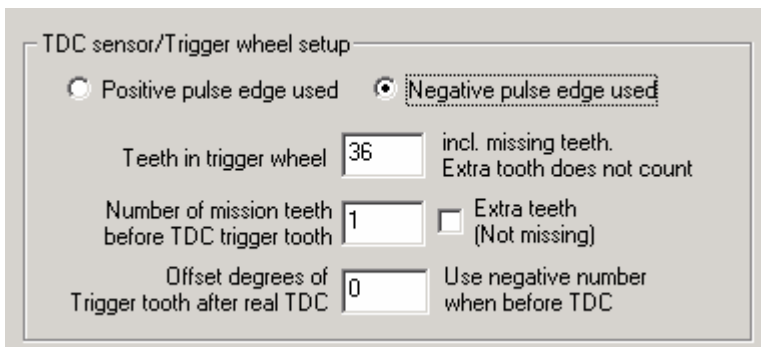 TDC sensor/Trigger wheel setup
Positive pulse edge used Negative pulse edge used
Teeth in trigger wheel 36 incl. missing teeth.
Extra tooth does not count
Number of mission teeth
before TDC trigger tooth 1 Extra teeth
(Not missing)
Offset degrees of
Trigger tooth after real TDC 0 Use negative number
when before TDC